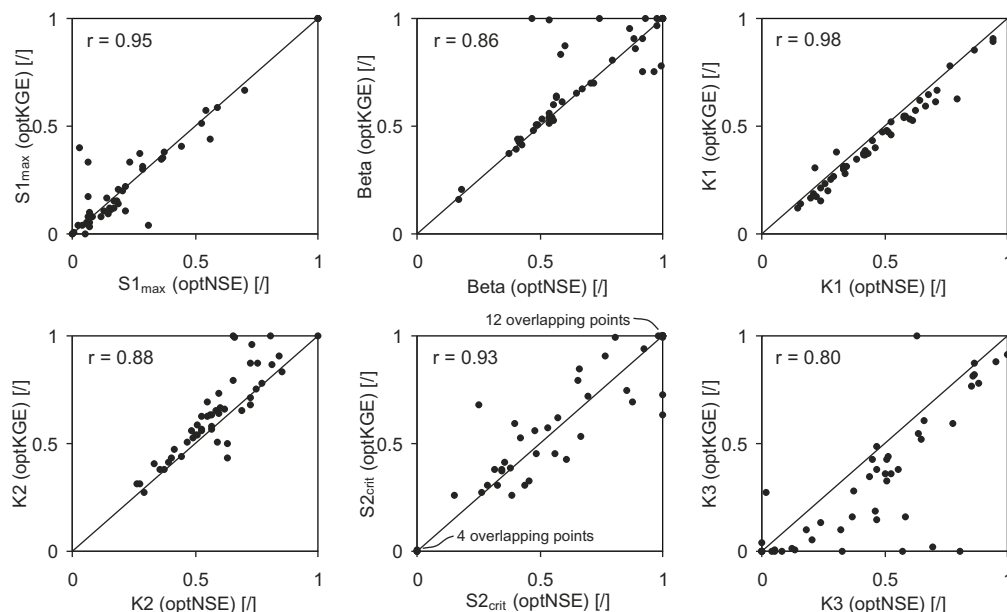 1
r = 0.95
S1max (optKGE) [/]
0.5
0
0
0.5
1
S1max (optNSE) [/]
1
r = 0.86
Beta (optKGE) [/]
0.5
0
0
0.5
1
Beta (optNSE) [/]
1
r = 0.98
K1 (optKGE) [/]
0.5
0
0
0.5
1
K1 (optNSE) [/]
1
r = 0.88
K2 (optKGE) [/]
0.5
0
0
0.5
1
K2 (optNSE) [/]
12 overlapping points
1
r = 0.93
S2crit (optKGE) [/]
0.5
4 overlapping points
0
0
0.5
1
S2crit (optNSE) [/]
1
r = 0.80
K3 (optKGE) [/]
0.5
0
0
0.5
1
K3 (optNSE) [/]